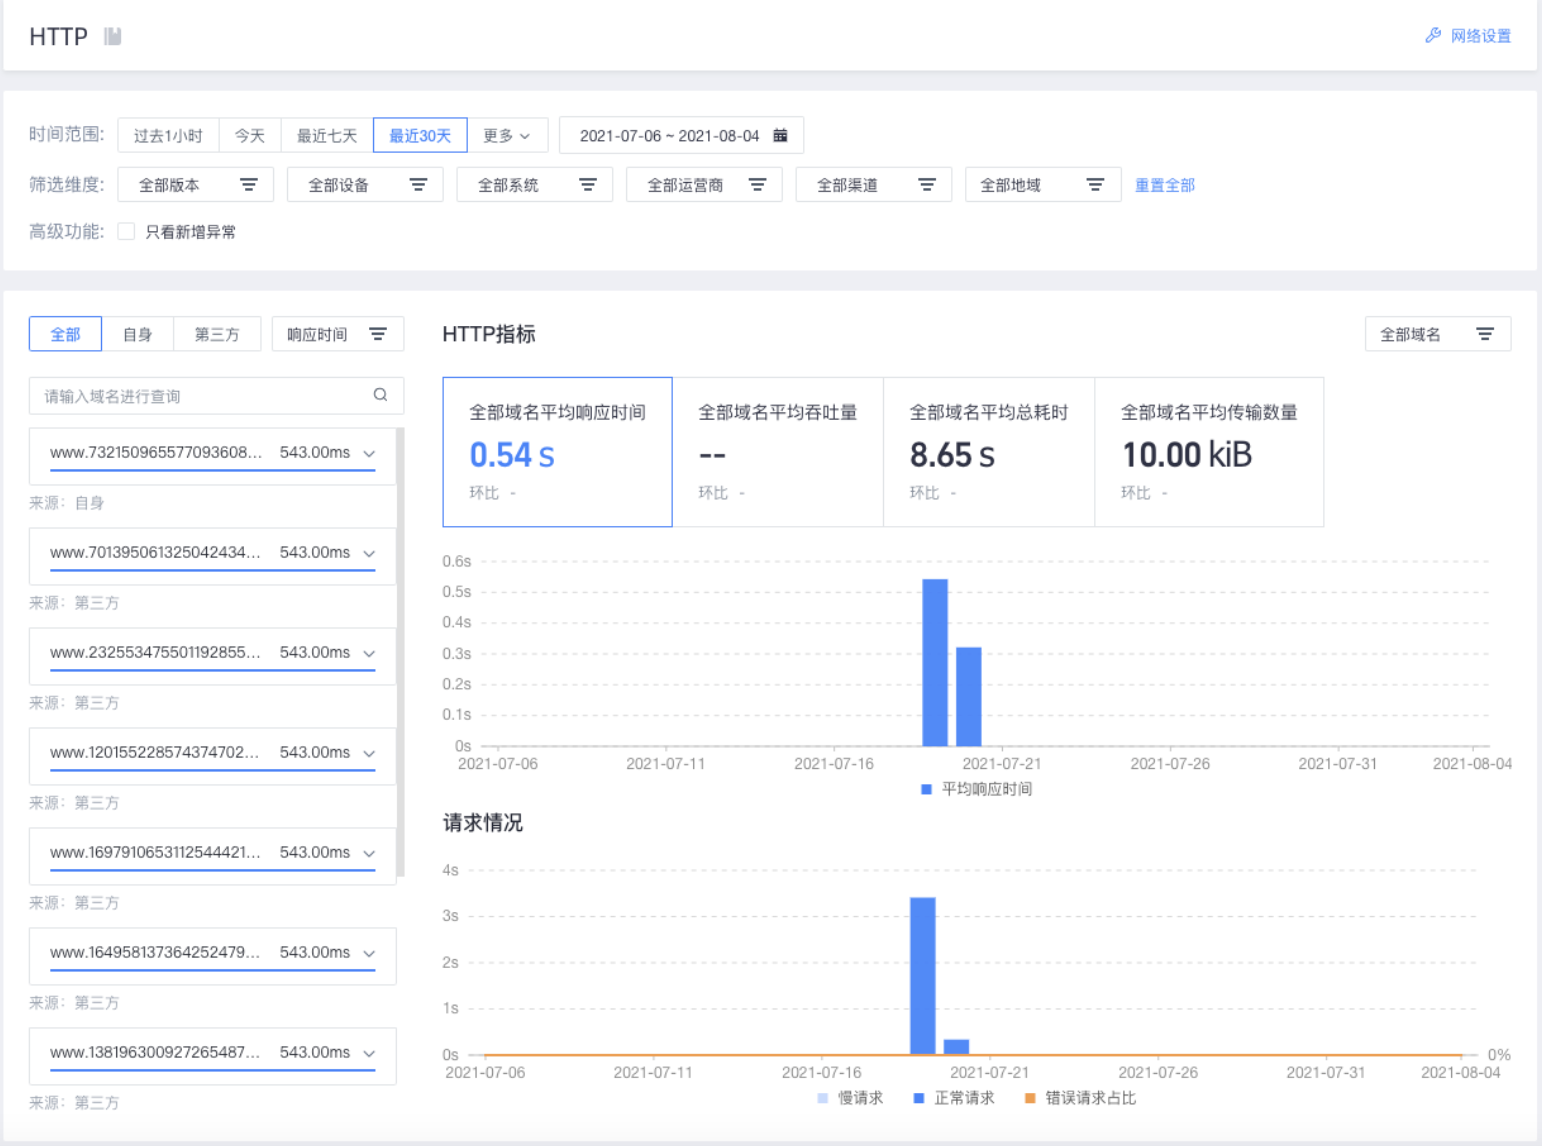 HTTP
网络设置
时间范围: 过去1小时 今天 最近七天 最近30天 更多 2021-07-06 ~ 2021-08-04
筛选维度: 全部版本 全部设备 全部系统 全部运营商 全部渠道 全部地域 重置全部
高级功能: 只看新增异常
全部 自身 第三方 响应时间
请输入域名进行查询
www.732150965577093608... 543.00ms
来源：自身
www.701395061325042434... 543.00ms
来源：第三方
www.232553475501192855... 543.00ms
来源：第三方
www.120155228574374702... 543.00ms
来源：第三方
www.169791065311254442​1... 543.00ms
来源：第三方
www.164958137364252479... 543.00ms
来源：第三方
www.138196300927265487... 543.00ms
来源：第三方
HTTP指标
全部域名
全部域名平均响应时间
0.54 s
环比 -
全部域名平均吞吐量
--
环比 -
全部域名平均总耗时
8.65 s
环比 -
全部域名平均传输数量
10.00 kiB
环比 -
0.6s
0.5s
0.4s
0.3s
0.2s
0.1s
0s
2021-07-06 2021-07-11 2021-07-16 2021-07-21 2021-07-26 2021-07-31 2021-08-04
平均响应时间
请求情况
4s
3s
2s
1s
0s 0%
2021-07-06 2021-07-11 2021-07-16 2021-07-21 2021-07-26 2021-07-31 2021-08-04
慢请求 正常请求 错误请求占比